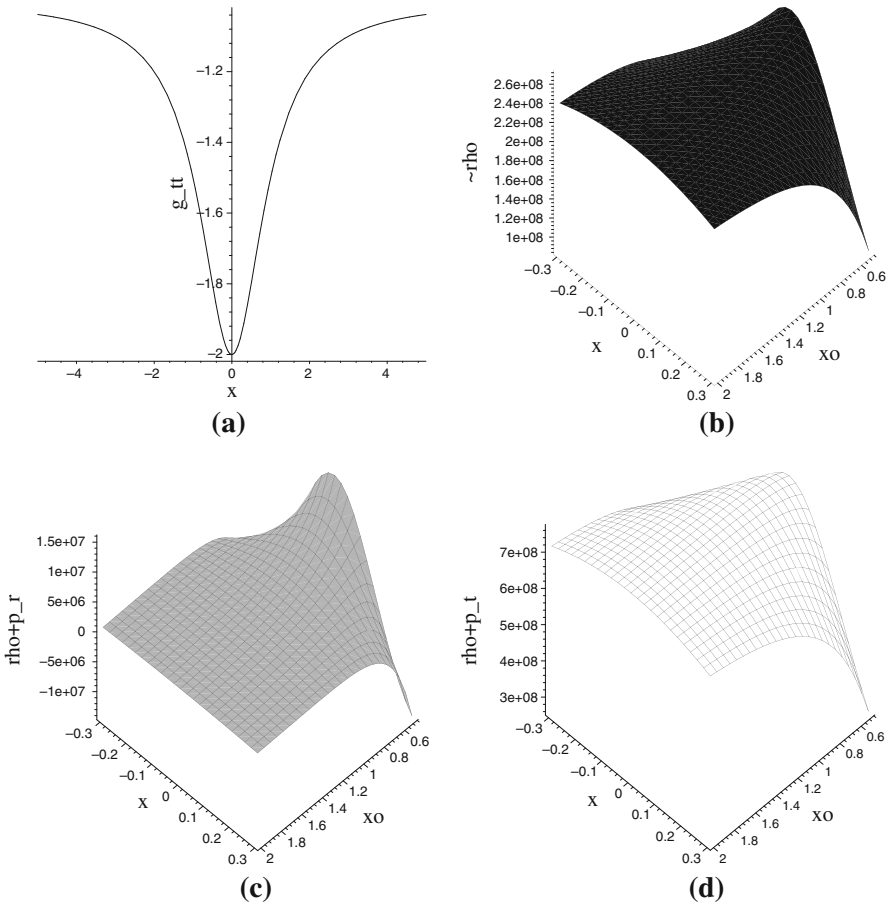 −1.2
−1.4
g_tt
−1.6
−1.8
−2
−4 −2 0 2 4
x
(a)
2.6e+08
2.4e+08
2.2e+08
2e+08
1.8e+08
1.6e+08
1.4e+08
1.2e+08
1e+08
~rho
−0.3
−0.2
−0.1
0
0.1
0.2
0.3
x
2
1.8
1.6
1.4
1.2
1
0.8
0.6
xo
(b)
1.5e+07
1e+07
5e+06
0
−5e+06
−1e+07
rho+p_r
−0.3
−0.2
−0.1
0
0.1
0.2
0.3
x
2
1.8
1.6
1.4
1.2
1
0.8
0.6
xo
(c)
7e+08
6e+08
5e+08
4e+08
3e+08
rho+p_t
−0.3
−0.2
−0.1
0
0.1
0.2
0.3
x
2
1.8
1.6
1.4
1.2
1
0.8
0.6
xo
(d)